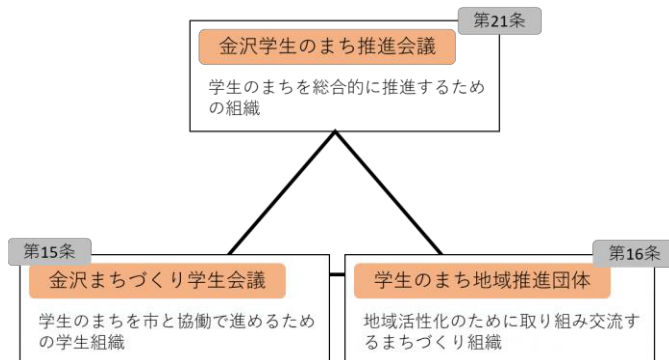 第21条
金沢学生のまち推進会議
学生のまちを総合的に推進するため
の組織
第15条
金沢まちづくり学生会議
学生のまちを市と協働で進めるため
の学生組織
第16条
学生のまち地域推進団体
地域活性化のために取り組み交流す
るまちづくり組織